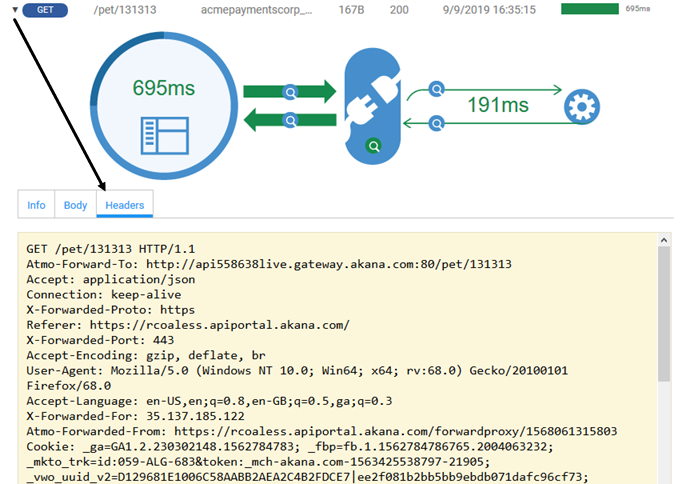 GET /pet/131313 acmepaymentscorp_... 167B 200 9/9/2019 16:35:15 695ms
695ms
191ms
Info Body Headers
GET /pet/131313 HTTP/1.1
Atmo-Forward-To: http://api558638live.gateway.akana.com:80/pet/131313
Accept: application/json
Connection: keep-alive
X-Forwarded-Proto: https
Referer: https://rcoaless.apiportal.akana.com/
X-Forwarded-Port: 443
Accept-Encoding: gzip, deflate, br
User-Agent: Mozilla/5.0 (Windows NT 10.0; Win64; x64; rv:68.0) Gecko/20100101
Firefox/68.0
Accept-Language: en-US,en;q=0.8,en-GB;q=0.5,ga;q=0.3
X-Forwarded-For: 35.137.185.122
Atmo-Forwarded-From: https://rcoaless.apiportal.akana.com/forwardproxy/1568061315803
Cookie: _ga=GA1.2.230302148.1562784783; _fbp=fb.1.1562784786765.2004063232;
_mkto_trk=id:059-ALG-683&token:_mch-akana.com-1563425538797-21905;
_vwo_uuid_v2=D129681E1006C58AABB2AEA2C4B2FDCE7|ee2f081b2bb5bb9ebdb071dafc96cf73;